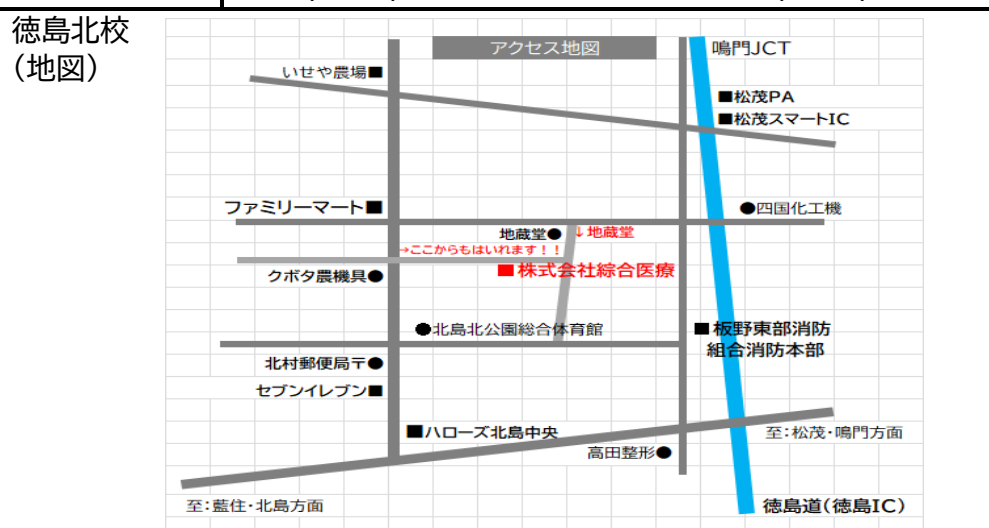 徳島北校
(地図)
アクセス地図
鳴門JCT
いせや農場■
■松茂PA
■松茂スマートIC
ファミリーマート■
●四国化工機
地蔵堂●
↓地蔵堂
→ここからもはいれます！！
■株式会社綜合医療
クボタ農機具●
●北島北公園総合体育館
■板野東部消防
組合消防本部
北村郵便局〒●
セブンイレブン■
■ハローズ北島中央
至:松茂・鳴門方面
高田整形●
至:藍住・北島方面
徳島道(徳島IC)